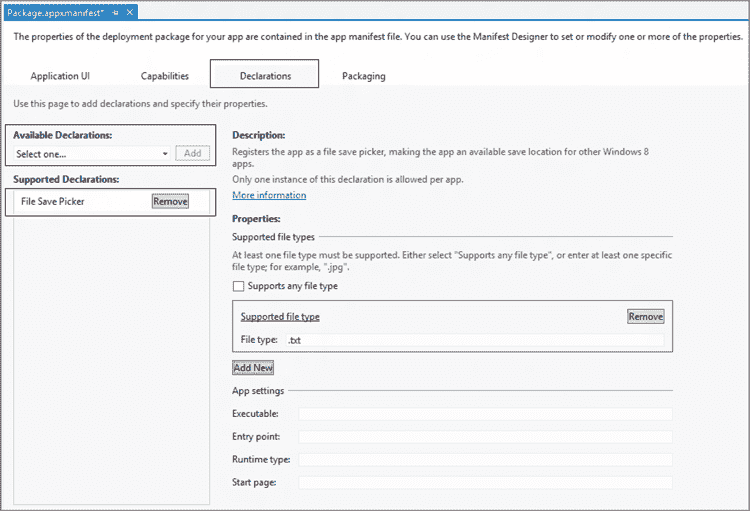 Package.appxmanifest*
The properties of the deployment package for your app are contained in the app manifest file. You can use the Manifest Designer to set or modify one or more of the properties.
Application UI Capabilities Declarations Packaging
Use this page to add declarations and specify their properties.
Available Declarations:
Select one... Add
Supported Declarations:
File Save Picker Remove
Description:
Registers the app as a file save picker, making the app an available save location for other Windows 8
apps.
Only one instance of this declaration is allowed per app.
More information
Properties:
Supported file types
At least one file type must be supported. Either select "Supports any file type", or enter at least one specific
file type; for example, ".jpg".
Supports any file type
Supported file type Remove
File type: .txt
Add New
App settings
Executable:
Entry point:
Runtime type:
Start page: